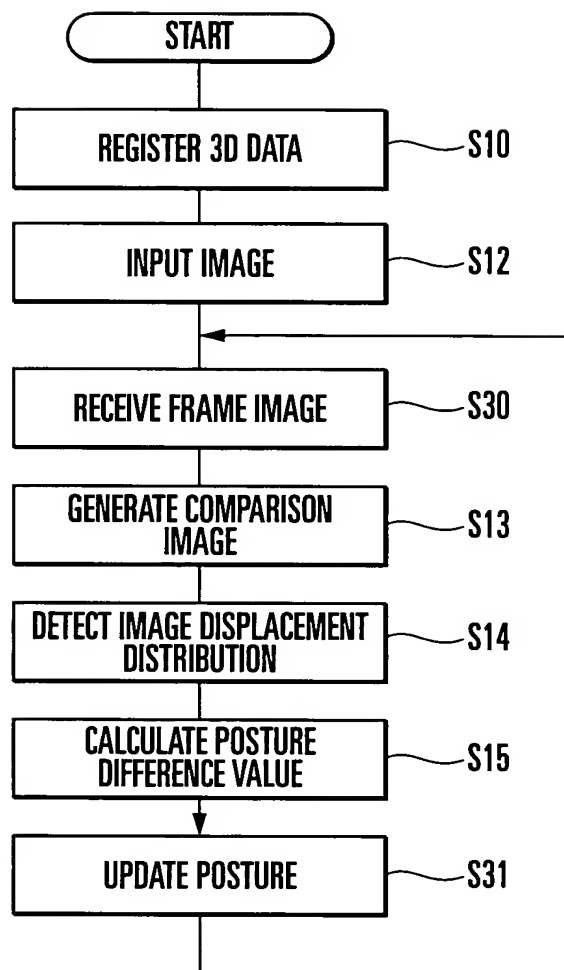 START
REGISTER 3D DATA
S10
INPUT IMAGE
S12
RECEIVE FRAME IMAGE
S30
GENERATE COMPARISON
IMAGE
S13
DETECT IMAGE DISPLACEMENT
DISTRIBUTION
S14
CALCULATE POSTURE
DIFFERENCE VALUE
S15
UPDATE POSTURE
S31